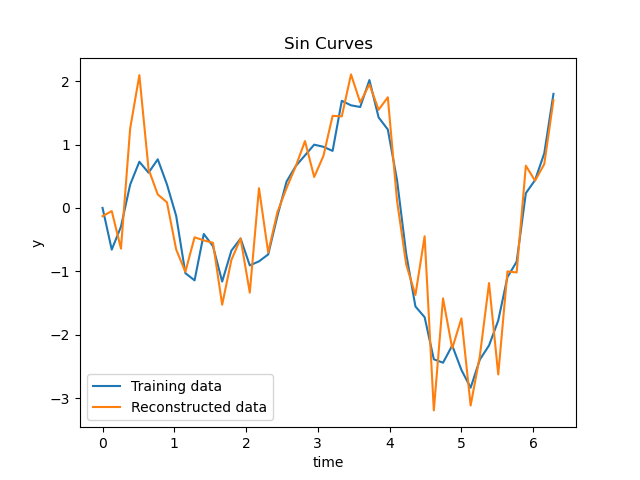 Sin Curves
y
2
1
0
−1
−2
−3
Training data
Reconstructed data
0 1 2 3 4 5 6
time